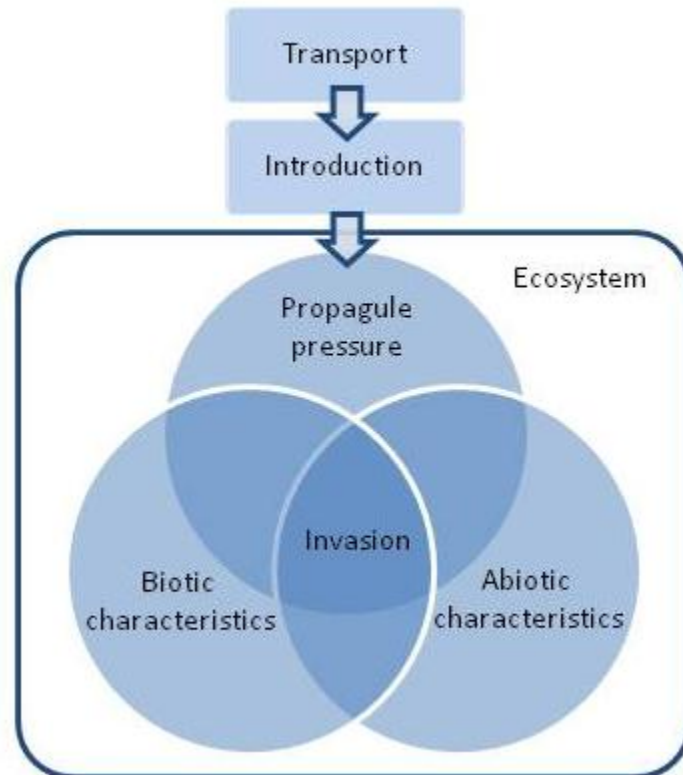 Transport
Introduction
Ecosystem
Propagule
pressure
Invasion
Biotic
characteristics
Abiotic
characteristics